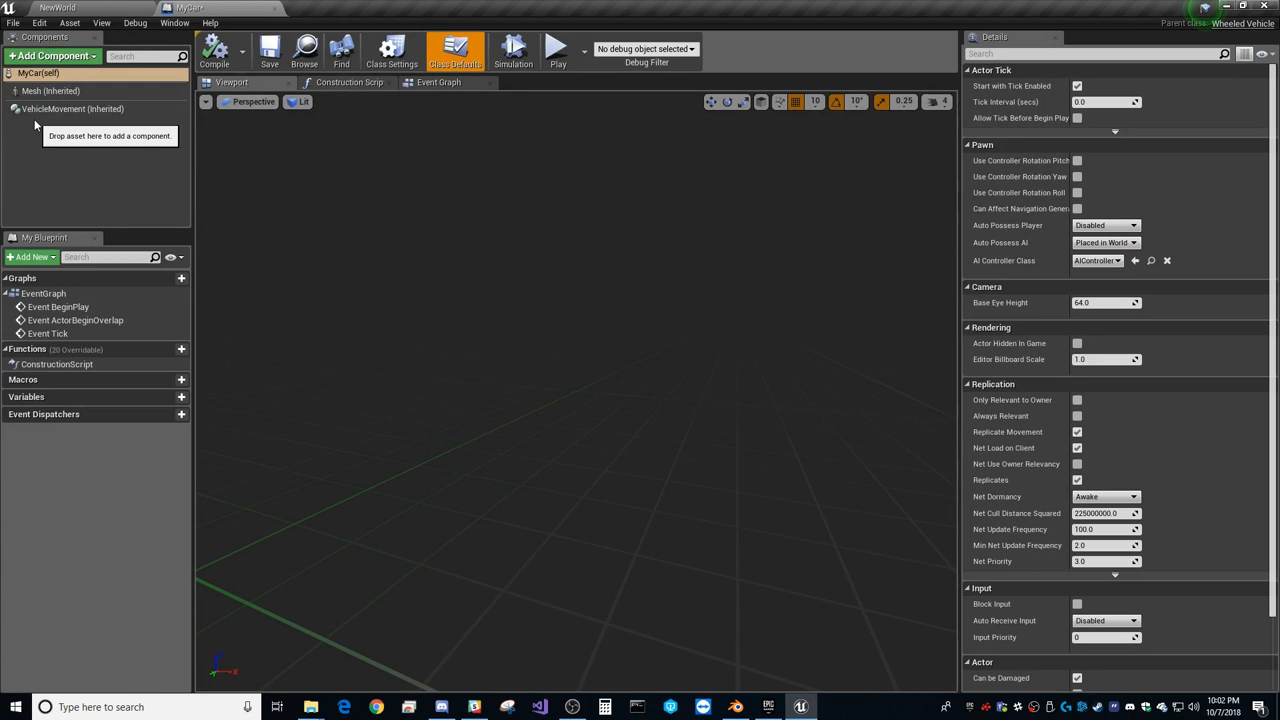 NewWorld
MyCar*
File Edit Asset View Debug Window Help
Parent class: Wheeled Vehicle
Components
+Add Component
Search
MyCar(self)
Mesh (Inherited)
VehicleMovement (Inherited)
Drop asset here to add a component.
My Blueprint
+Add New
Search
Graphs
EventGraph
Event BeginPlay
Event ActorBeginOverlap
Event Tick
Functions (20 Overridable)
ConstructionScript
Macros
Variables
Event Dispatchers
Compile
Save
Browse
Find
Class Settings
Class Defaults
Simulation
Play
No debug object selected
Debug Filter
Viewport
Construction Scrip
Event Graph
Perspective
Lit
10
10°
0.25
4
Details
Search
Actor Tick
Start with Tick Enabled
Tick Interval (secs) 0.0
Allow Tick Before Begin Play
Pawn
Use Controller Rotation Pitch
Use Controller Rotation Yaw
Use Controller Rotation Roll
Can Affect Navigation Genera
Auto Possess Player Disabled
Auto Possess AI Placed in World
AI Controller Class AIController
Camera
Base Eye Height 64.0
Rendering
Actor Hidden In Game
Editor Billboard Scale 1.0
Replication
Only Relevant to Owner
Always Relevant
Replicate Movement
Net Load on Client
Net Use Owner Relevancy
Replicates
Net Dormancy Awake
Net Cull Distance Squared 225000000.0
Net Update Frequency 100.0
Min Net Update Frequency 2.0
Net Priority 3.0
Input
Block Input
Auto Receive Input Disabled
Input Priority 0
Actor
Can be Damaged
Type here to search
10:02 PM
10/7/2018